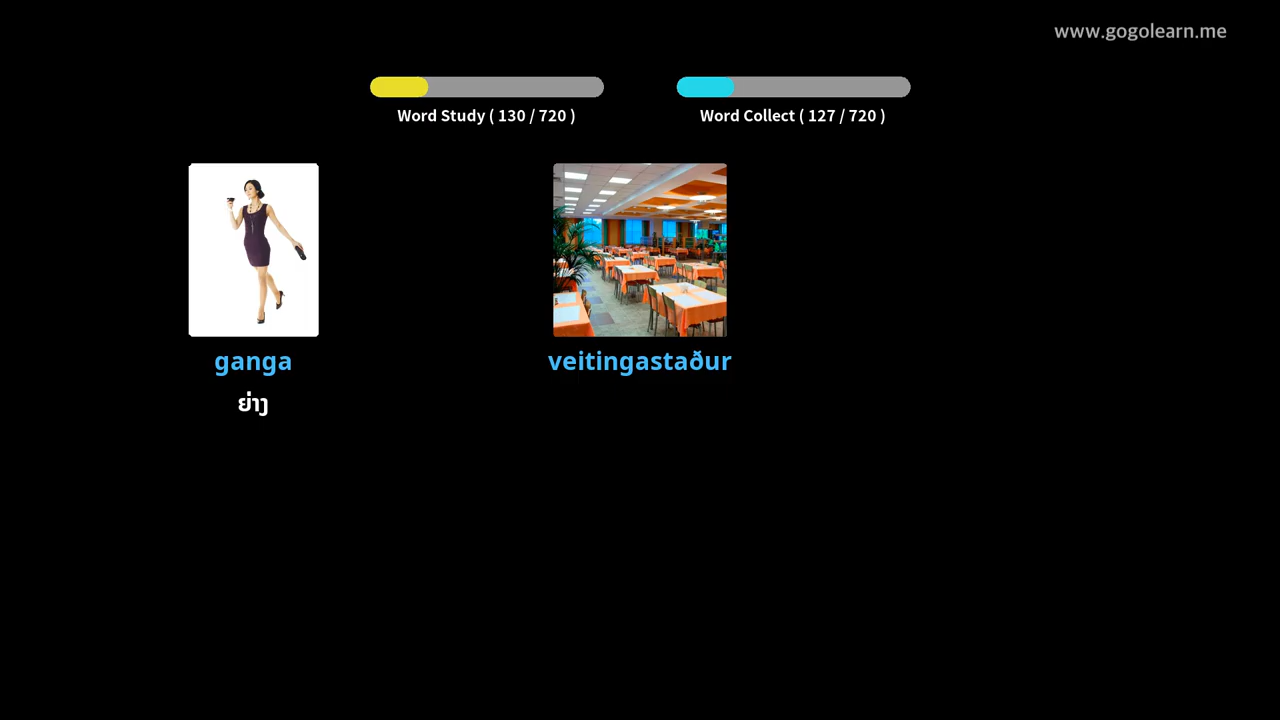 www.gogolearn.me
Word Study ( 130 / 720 )
Word Collect ( 127 / 720 )
ganga
veitingastaður
ຍ່າງ